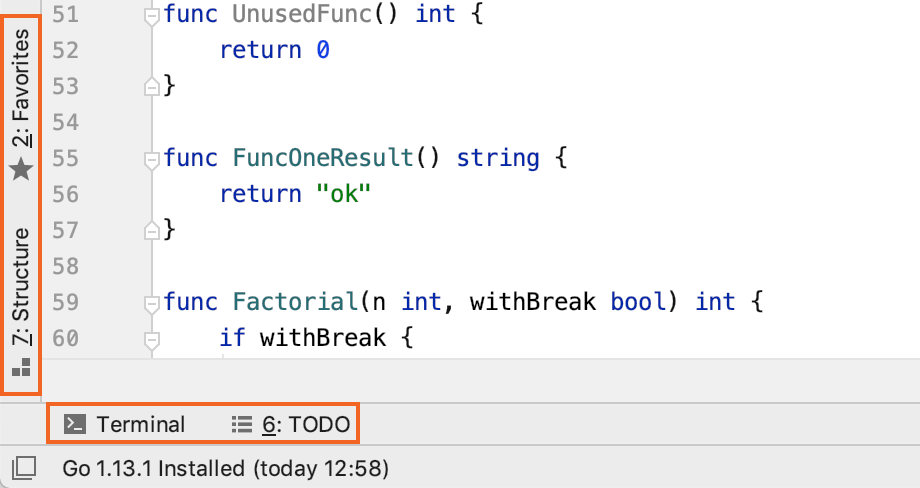 2: Favorites
7: Structure
51 func UnusedFunc() int {
52     return 0
53 }
54
55 func FuncOneResult() string {
56     return "ok"
57 }
58
59 func Factorial(n int, withBreak bool) int {
60     if withBreak {
Terminal 6: TODO
Go 1.13.1 Installed (today 12:58)